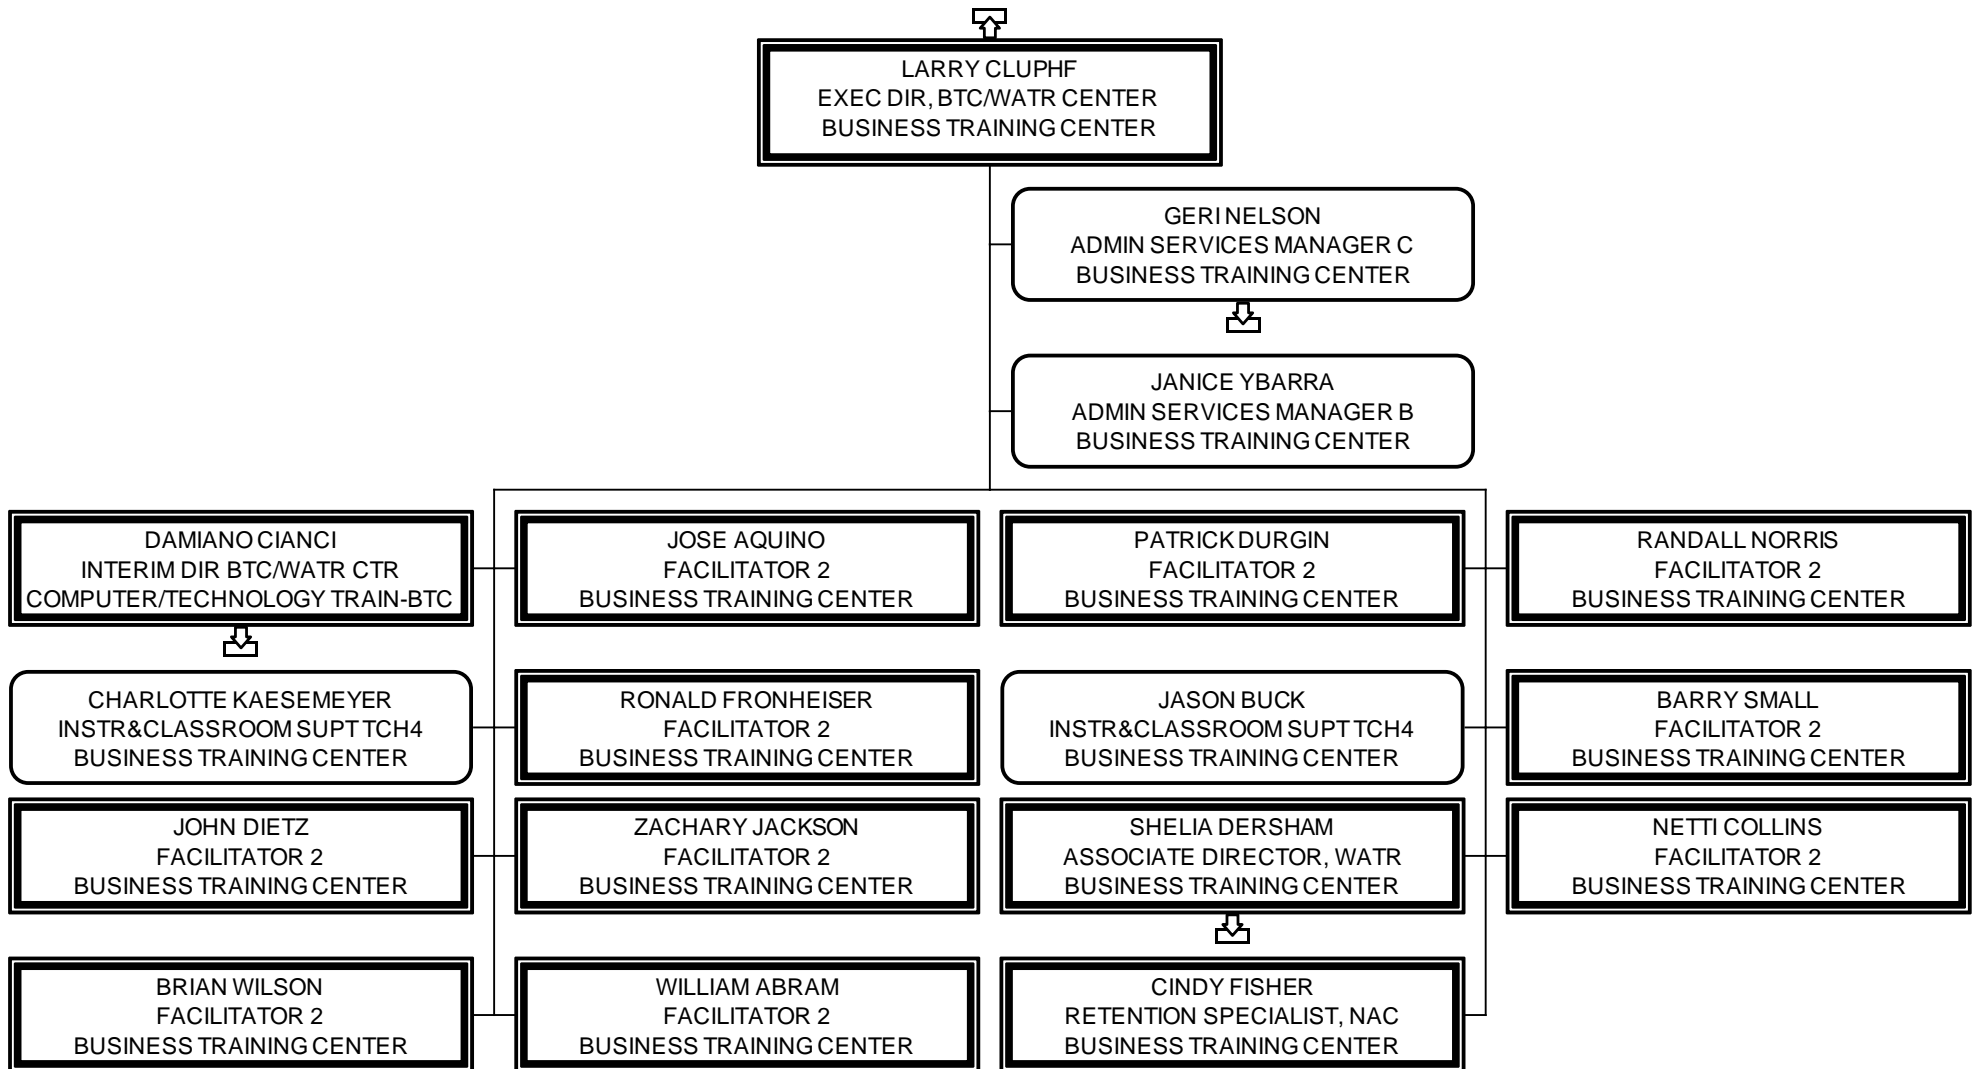 LARRY CLUPHF
EXEC DIR, BTC/WATR CENTER
BUSINESS TRAINING CENTER
GERI NELSON
ADMIN SERVICES MANAGER C
BUSINESS TRAINING CENTER
JANICE YBARRA
ADMIN SERVICES MANAGER B
BUSINESS TRAINING CENTER
DAMIANO CIANCI
INTERIM DIR BTC/WATR CTR
COMPUTER/TECHNOLOGY TRAIN-BTC
JOSE AQUINO
FACILITATOR 2
BUSINESS TRAINING CENTER
PATRICK DURGIN
FACILITATOR 2
BUSINESS TRAINING CENTER
RANDALL NORRIS
FACILITATOR 2
BUSINESS TRAINING CENTER
CHARLOTTE KAESEMEYER
INSTR&CLASSROOM SUPT TCH4
BUSINESS TRAINING CENTER
RONALD FRONHEISER
FACILITATOR 2
BUSINESS TRAINING CENTER
JASON BUCK
INSTR&CLASSROOM SUPT TCH4
BUSINESS TRAINING CENTER
BARRY SMALL
FACILITATOR 2
BUSINESS TRAINING CENTER
JOHN DIETZ
FACILITATOR 2
BUSINESS TRAINING CENTER
ZACHARY JACKSON
FACILITATOR 2
BUSINESS TRAINING CENTER
SHELIA DERSHAM
ASSOCIATE DIRECTOR, WATR
BUSINESS TRAINING CENTER
NETTI COLLINS
FACILITATOR 2
BUSINESS TRAINING CENTER
BRIAN WILSON
FACILITATOR 2
BUSINESS TRAINING CENTER
WILLIAM ABRAM
FACILITATOR 2
BUSINESS TRAINING CENTER
CINDY FISHER
RETENTION SPECIALIST, NAC
BUSINESS TRAINING CENTER